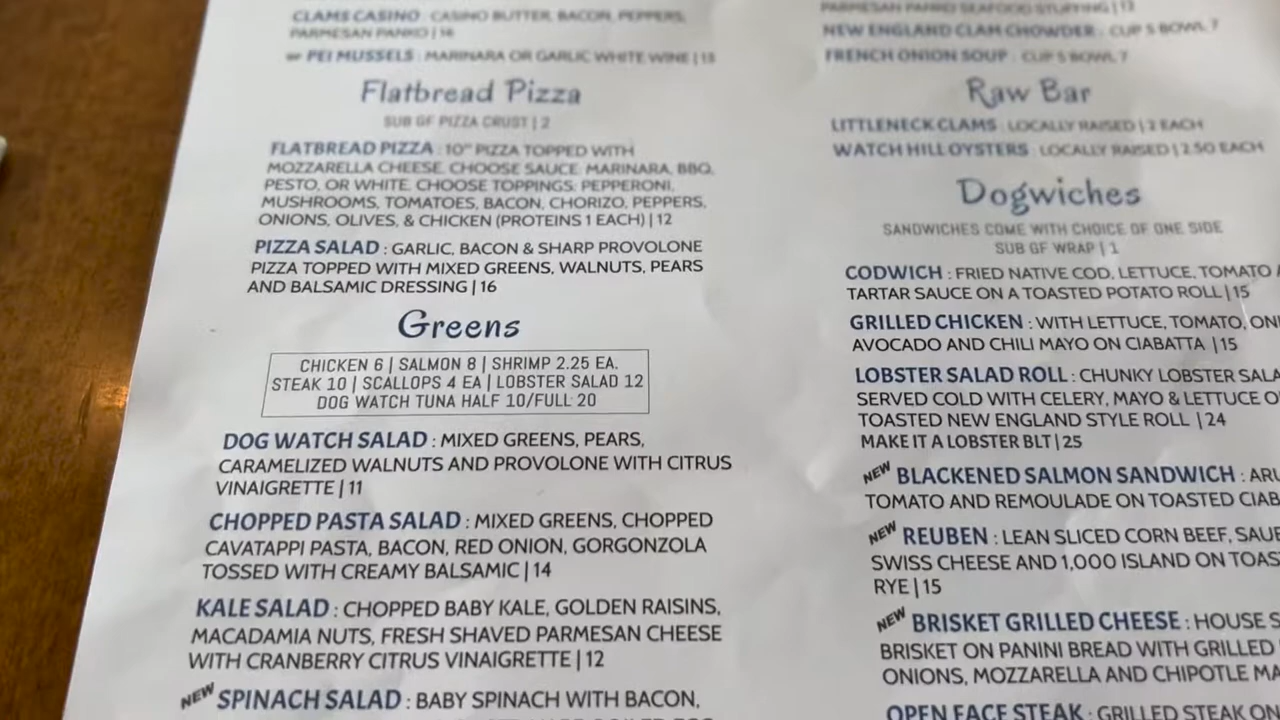 CLAMS CASINO : CASINO BUTTER, BACON, PEPPERS,
PARMESAN PANKO | 16
PEI MUSSELS : MARINARA OR GARLIC WHITE WINE | 15
Flatbread Pizza
SUB GF PIZZA CRUST | 2
FLATBREAD PIZZA : 10" PIZZA TOPPED WITH
MOZZARELLA CHEESE. CHOOSE SAUCE: MARINARA, BBQ,
PESTO, OR WHITE. CHOOSE TOPPINGS: PEPPERONI,
MUSHROOMS, TOMATOES, BACON, CHORIZO, PEPPERS,
ONIONS, OLIVES, & CHICKEN (PROTEINS 1 EACH) | 12
PIZZA SALAD : GARLIC, BACON & SHARP PROVOLONE
PIZZA TOPPED WITH MIXED GREENS, WALNUTS, PEARS
AND BALSAMIC DRESSING | 16
Greens
CHICKEN 6 | SALMON 8 | SHRIMP 2.25 EA.
STEAK 10 | SCALLOPS 4 EA | LOBSTER SALAD 12
DOG WATCH TUNA HALF 10/FULL 20
DOG WATCH SALAD : MIXED GREENS, PEARS,
CARAMELIZED WALNUTS AND PROVOLONE WITH CITRUS
VINAIGRETTE | 11
CHOPPED PASTA SALAD : MIXED GREENS, CHOPPED
CAVATAPPI PASTA, BACON, RED ONION, GORGONZOLA
TOSSED WITH CREAMY BALSAMIC | 14
KALE SALAD : CHOPPED BABY KALE, GOLDEN RAISINS,
MACADAMIA NUTS, FRESH SHAVED PARMESAN CHEESE
WITH CRANBERRY CITRUS VINAIGRETTE | 12
NEW SPINACH SALAD : BABY SPINACH WITH BACON,
PARMESAN PANKO SEAFOOD STUFFING | 13
NEW ENGLAND CLAM CHOWDER : CUP 5 BOWL 7
FRENCH ONION SOUP : CUP 5 BOWL 7
Raw Bar
LITTLENECK CLAMS : LOCALLY RAISED | 2 EACH
WATCH HILL OYSTERS : LOCALLY RAISED | 2.50 EACH
Dogwiches
SANDWICHES COME WITH CHOICE OF ONE SIDE
SUB GF WRAP | 1
CODWICH : FRIED NATIVE COD, LETTUCE, TOMATO
TARTAR SAUCE ON A TOASTED POTATO ROLL | 15
GRILLED CHICKEN : WITH LETTUCE, TOMATO,
AVOCADO AND CHILI MAYO ON CIABATTA | 15
LOBSTER SALAD ROLL : CHUNKY LOBSTER
SERVED COLD WITH CELERY, MAYO & LETTUCE
TOASTED NEW ENGLAND STYLE ROLL | 24
MAKE IT A LOBSTER BLT | 25
NEW BLACKENED SALMON SANDWICH :
TOMATO AND REMOULADE ON TOASTED
NEW REUBEN : LEAN SLICED CORN BEEF,
SWISS CHEESE AND 1,000 ISLAND ON
RYE | 15
NEW BRISKET GRILLED CHEESE : HOUSE
BRISKET ON PANINI BREAD WITH GRILLED
ONIONS, MOZZARELLA AND CHIPOTLE
OPEN FACE STEAK : GRILLED STEAK ON